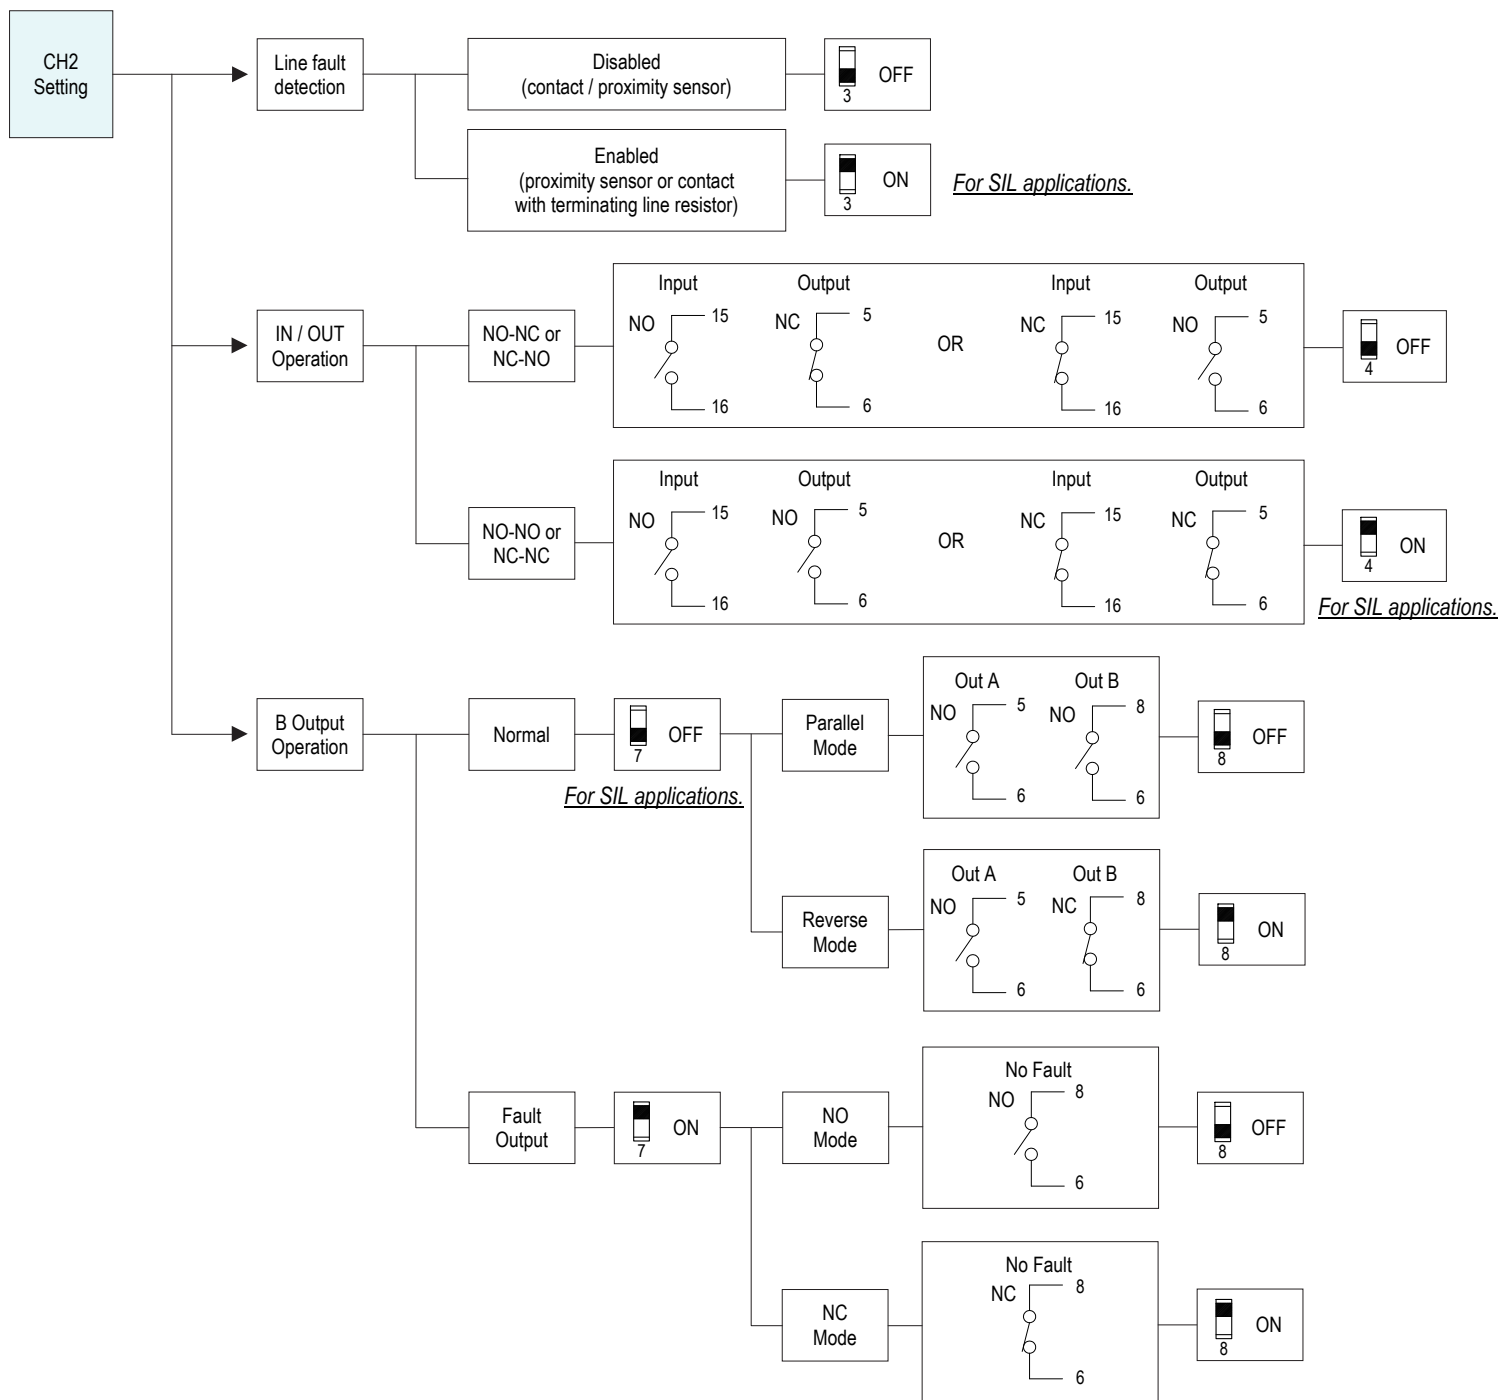 CH2
Setting
Line fault
detection
Disabled
(contact / proximity sensor)
3
OFF
Enabled
(proximity sensor or contact
with terminating line resistor)
3
ON
For SIL applications.
IN / OUT
Operation
NO-NC or
NC-NO
Input
NO
15
16
Output
NC
5
6
OR
Input
NC
15
16
Output
NO
5
6
4
OFF
NO-NO or
NC-NC
Input
NO
15
16
Output
NO
5
6
OR
Input
NC
15
16
Output
NC
5
6
4
ON
For SIL applications.
B Output
Operation
Normal
7
OFF
For SIL applications.
Parallel
Mode
Out A
NO
5
6
Out B
NO
8
6
8
OFF
Reverse
Mode
Out A
NO
5
6
Out B
NC
8
6
8
ON
Fault
Output
7
ON
NO
Mode
No Fault
NO
8
6
8
OFF
NC
Mode
No Fault
NC
8
6
8
ON